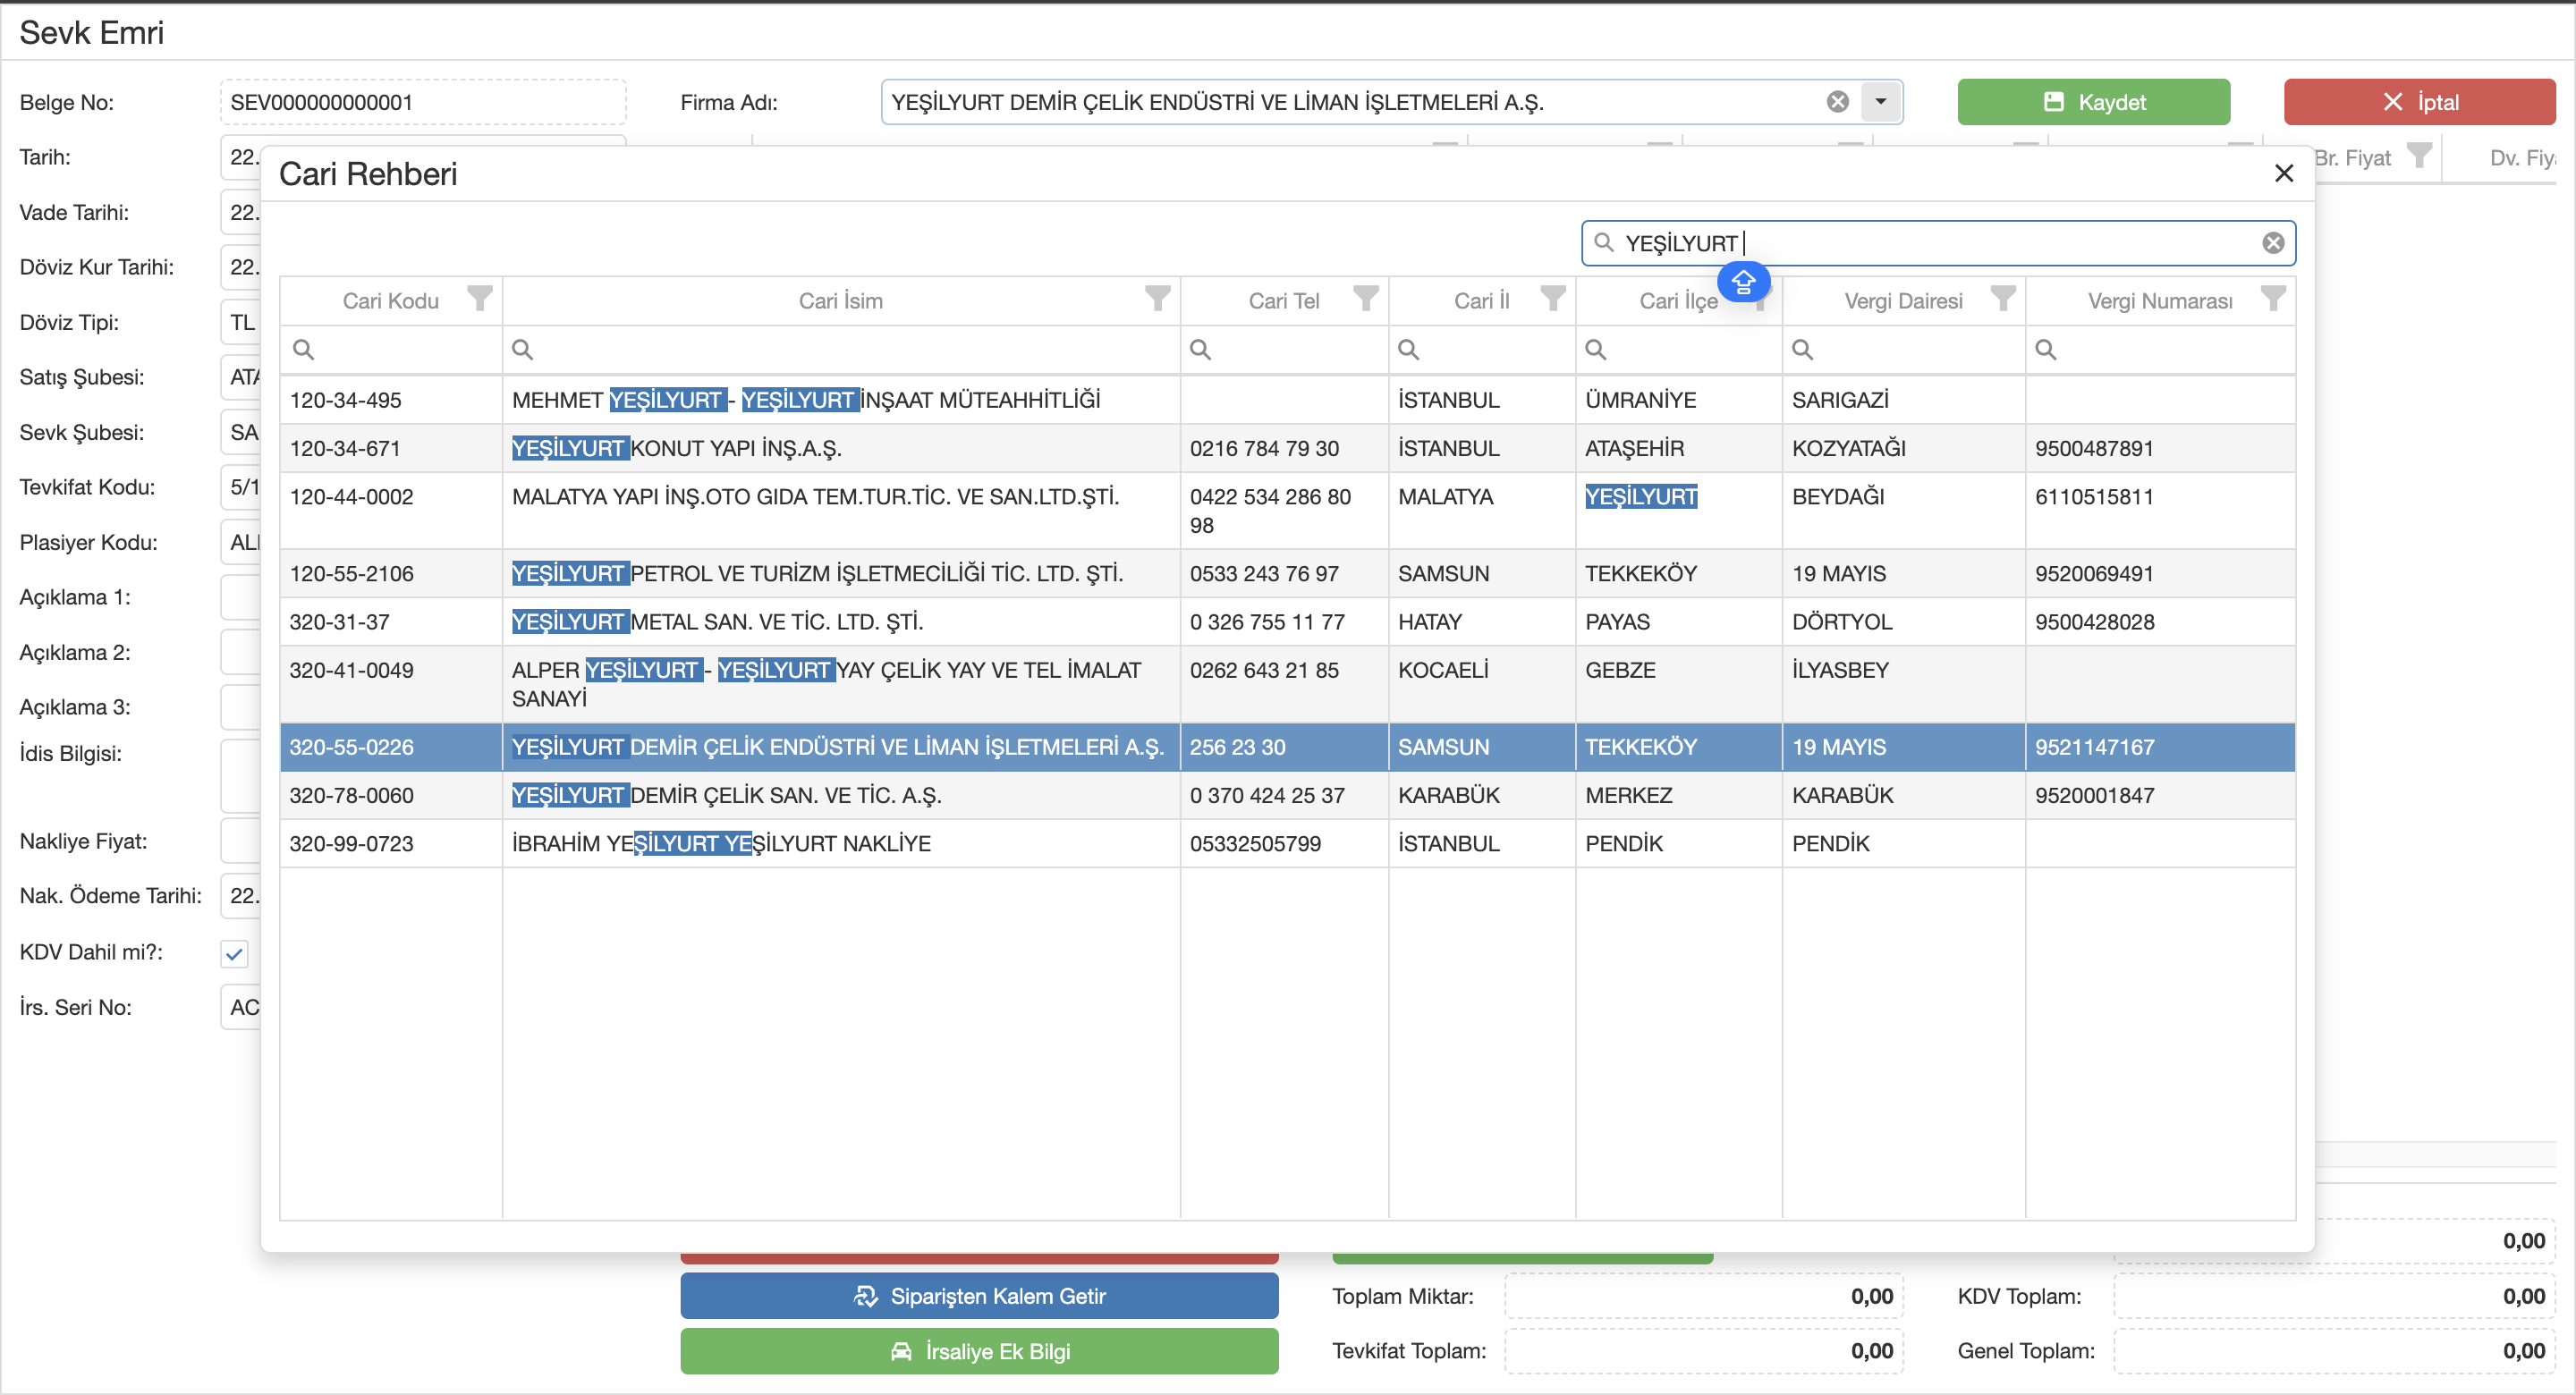 Sevk Emri
Belge No: SEV000000000001 Firma Adı: YEŞİLYURT DEMİR ÇELİK ENDÜSTRİ VE LİMAN İŞLETMELERİ A.Ş. Kaydet İptal
Tarih: 22. Br. Fiyat Dv.
Cari Rehberi
Vade Tarihi: 22.
YEŞİLYURT
Döviz Kur Tarihi: 22.
Cari Kodu Cari İsim Cari Tel Cari İl Cari İlçe Vergi Dairesi Vergi Numarası
Döviz Tipi: TL
Satış Şubesi:
120-34-495 MEHMET YEŞİLYURT - YEŞİLYURT İNŞAAT MÜTEAHHİTLİĞİ İSTANBUL ÜMRANİYE SARIGAZİ
Sevk Şubesi: SA
120-34-671 YEŞİLYURT KONUT YAPI İNŞ.A.Ş. 0216 784 79 30 İSTANBUL ATAŞEHİR KOZYATAĞI 9500487891
Tevkifat Kodu: 5/1
120-44-0002 MALATYA YAPI İNŞ.OTO GIDA TEM.TUR.TİC. VE SAN.LTD.ŞTİ. 0422 534 286 80 MALATYA YEŞİLYURT BEYDAĞI 6110515811
98
Plasiyer Kodu:
120-55-2106 YEŞİLYURT PETROL VE TURİZM İŞLETMECİLİĞİ TİC. LTD. ŞTİ. 0533 243 76 97 SAMSUN TEKKEKÖY 19 MAYIS 9520069491
Açıklama 1:
320-31-37 YEŞİLYURT METAL SAN. VE TİC. LTD. ŞTİ. 0 326 755 11 77 HATAY PAYAS DÖRTYOL 9500428028
Açıklama 2:
320-41-0049 ALPER YEŞİLYURT - YEŞİLYURT YAY ÇELİK YAY VE TEL İMALAT 0262 643 21 85 KOCAELİ GEBZE İLYASBEY
SANAYİ
Açıklama 3:
320-55-0226 YEŞİLYURT DEMİR ÇELİK ENDÜSTRİ VE LİMAN İŞLETMELERİ A.Ş. 256 23 30 SAMSUN TEKKEKÖY 19 MAYIS 9521147167
İdis Bilgisi:
320-78-0060 YEŞİLYURT DEMİR ÇELİK SAN. VE TİC. A.Ş. 0 370 424 25 37 KARABÜK MERKEZ KARABÜK 9520001847
Nakliye Fiyat:
320-99-0723 İBRAHİM YEŞİLYURT YEŞİLYURT NAKLİYE 05332505799 İSTANBUL PENDİK PENDİK
Nak. Ödeme Tarihi: 22.
KDV Dahil mi?:
İrs. Seri No: AC
0,00
Siparişten Kalem Getir Toplam Miktar: 0,00 KDV Toplam: 0,00
İrsaliye Ek Bilgi Tevkifat Toplam: 0,00 Genel Toplam: 0,00